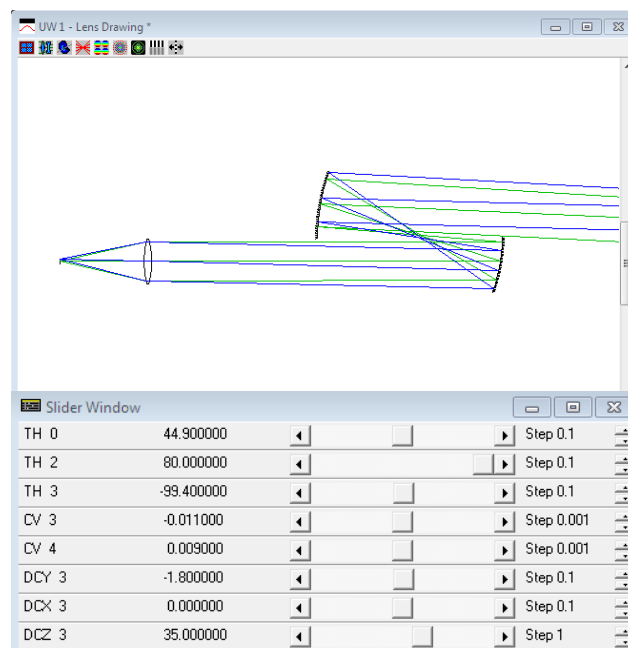 UW 1 - Lens Drawing *
Slider Window
TH 0 44.900000 Step 0.1
TH 2 80.000000 Step 0.1
TH 3 -99.400000 Step 0.1
CV 3 -0.011000 Step 0.001
CV 4 0.009000 Step 0.001
DCY 3 -1.800000 Step 0.1
DCX 3 0.000000 Step 0.1
DCZ 3 35.000000 Step 1